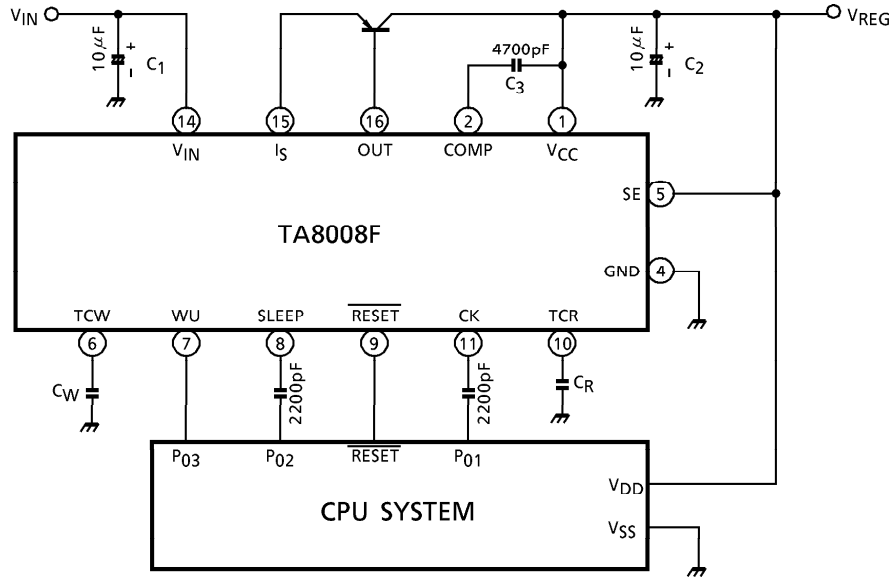 VIN
VREG
10μF
+
−
C1
4700pF
C3
10μF
+
−
C2
14
15
16
2
1
VIN
IS
OUT
COMP
VCC
SE
5
TA8008F
GND
4
TCW
WU
SLEEP
RESET
CK
TCR
6
7
8
9
11
10
CW
2200pF
2200pF
CR
P03
P02
RESET
P01
VDD
CPU SYSTEM
VSS